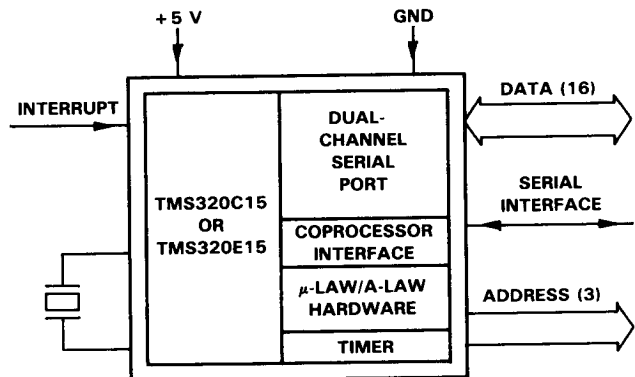 +5 V
GND
INTERRUPT
DATA (16)
DUAL-
CHANNEL
SERIAL
PORT
TMS320C15
OR
TMS320E15
SERIAL
INTERFACE
COPROCESSOR
INTERFACE
μ-LAW/A-LAW
HARDWARE
ADDRESS (3)
TIMER